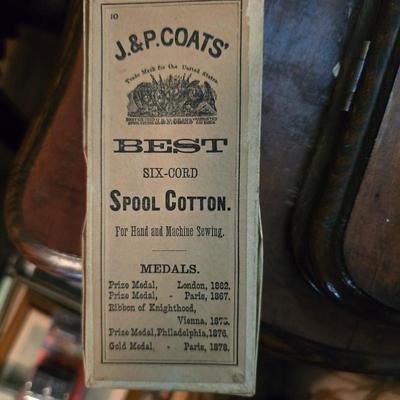 10
J. & P. COATS'
Trade Mark for the United States.
BEST
SIX-CORD
SPOOL COTTON.
For Hand and Machine Sewing.
MEDALS.
Prize Medal, London, 1862.
Prize Medal, " Paris, 1867.
Ribbon of Knighthood,
Vienna, 1873.
Prize Medal, Philadelphia, 1876.
Gold Medal, " Paris, 1878.